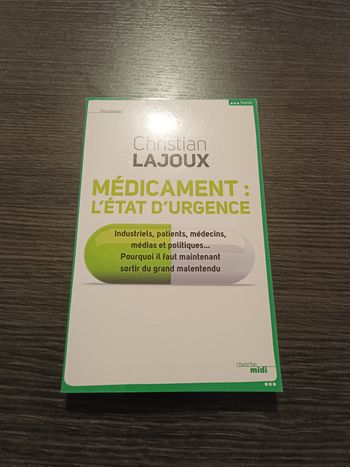 Santé
Christian
LAJOUX
MÉDICAMENT :
L'ÉTAT D'URGENCE
Industriels, patients, médecins,
médias et politiques...
Pourquoi il faut maintenant
sortir du grand malentendu
cherche
midi